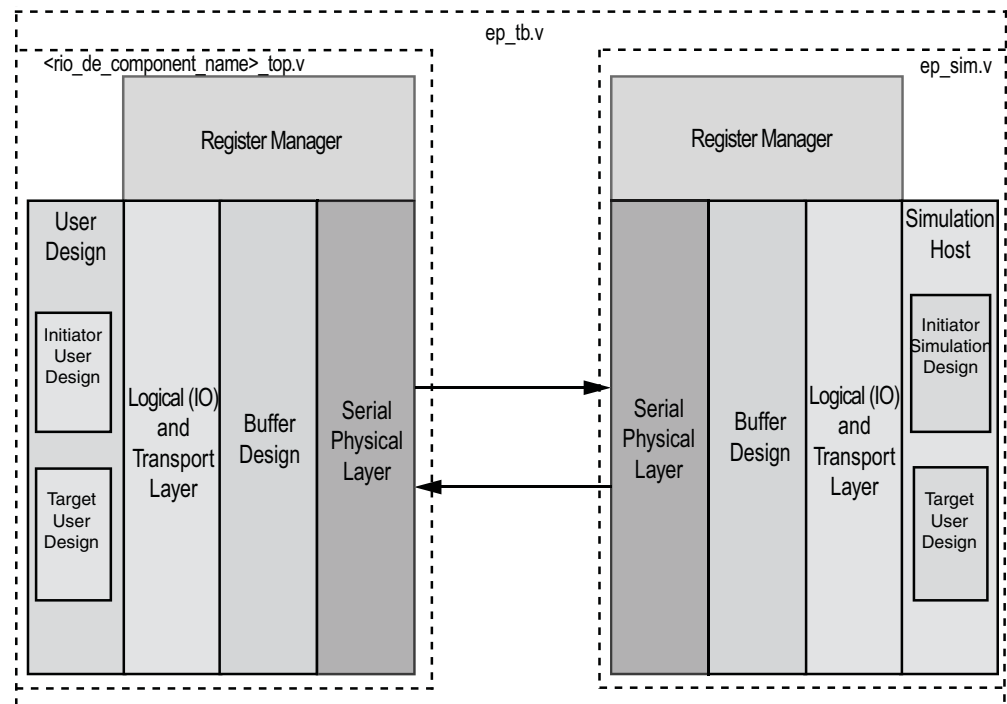 ep_tb.v
<rio_de_component_name>_top.v
ep_sim.v
Register Manager
Register Manager
User
Design
Initiator
User
Design
Target
User
Design
Logical (IO)
and
Transport
Layer
Buffer
Design
Serial
Physical
Layer
Serial
Physical
Layer
Buffer
Design
Logical (IO)
and
Transport
Layer
Simulation
Host
Initiator
Simulation
Design
Target
User
Design